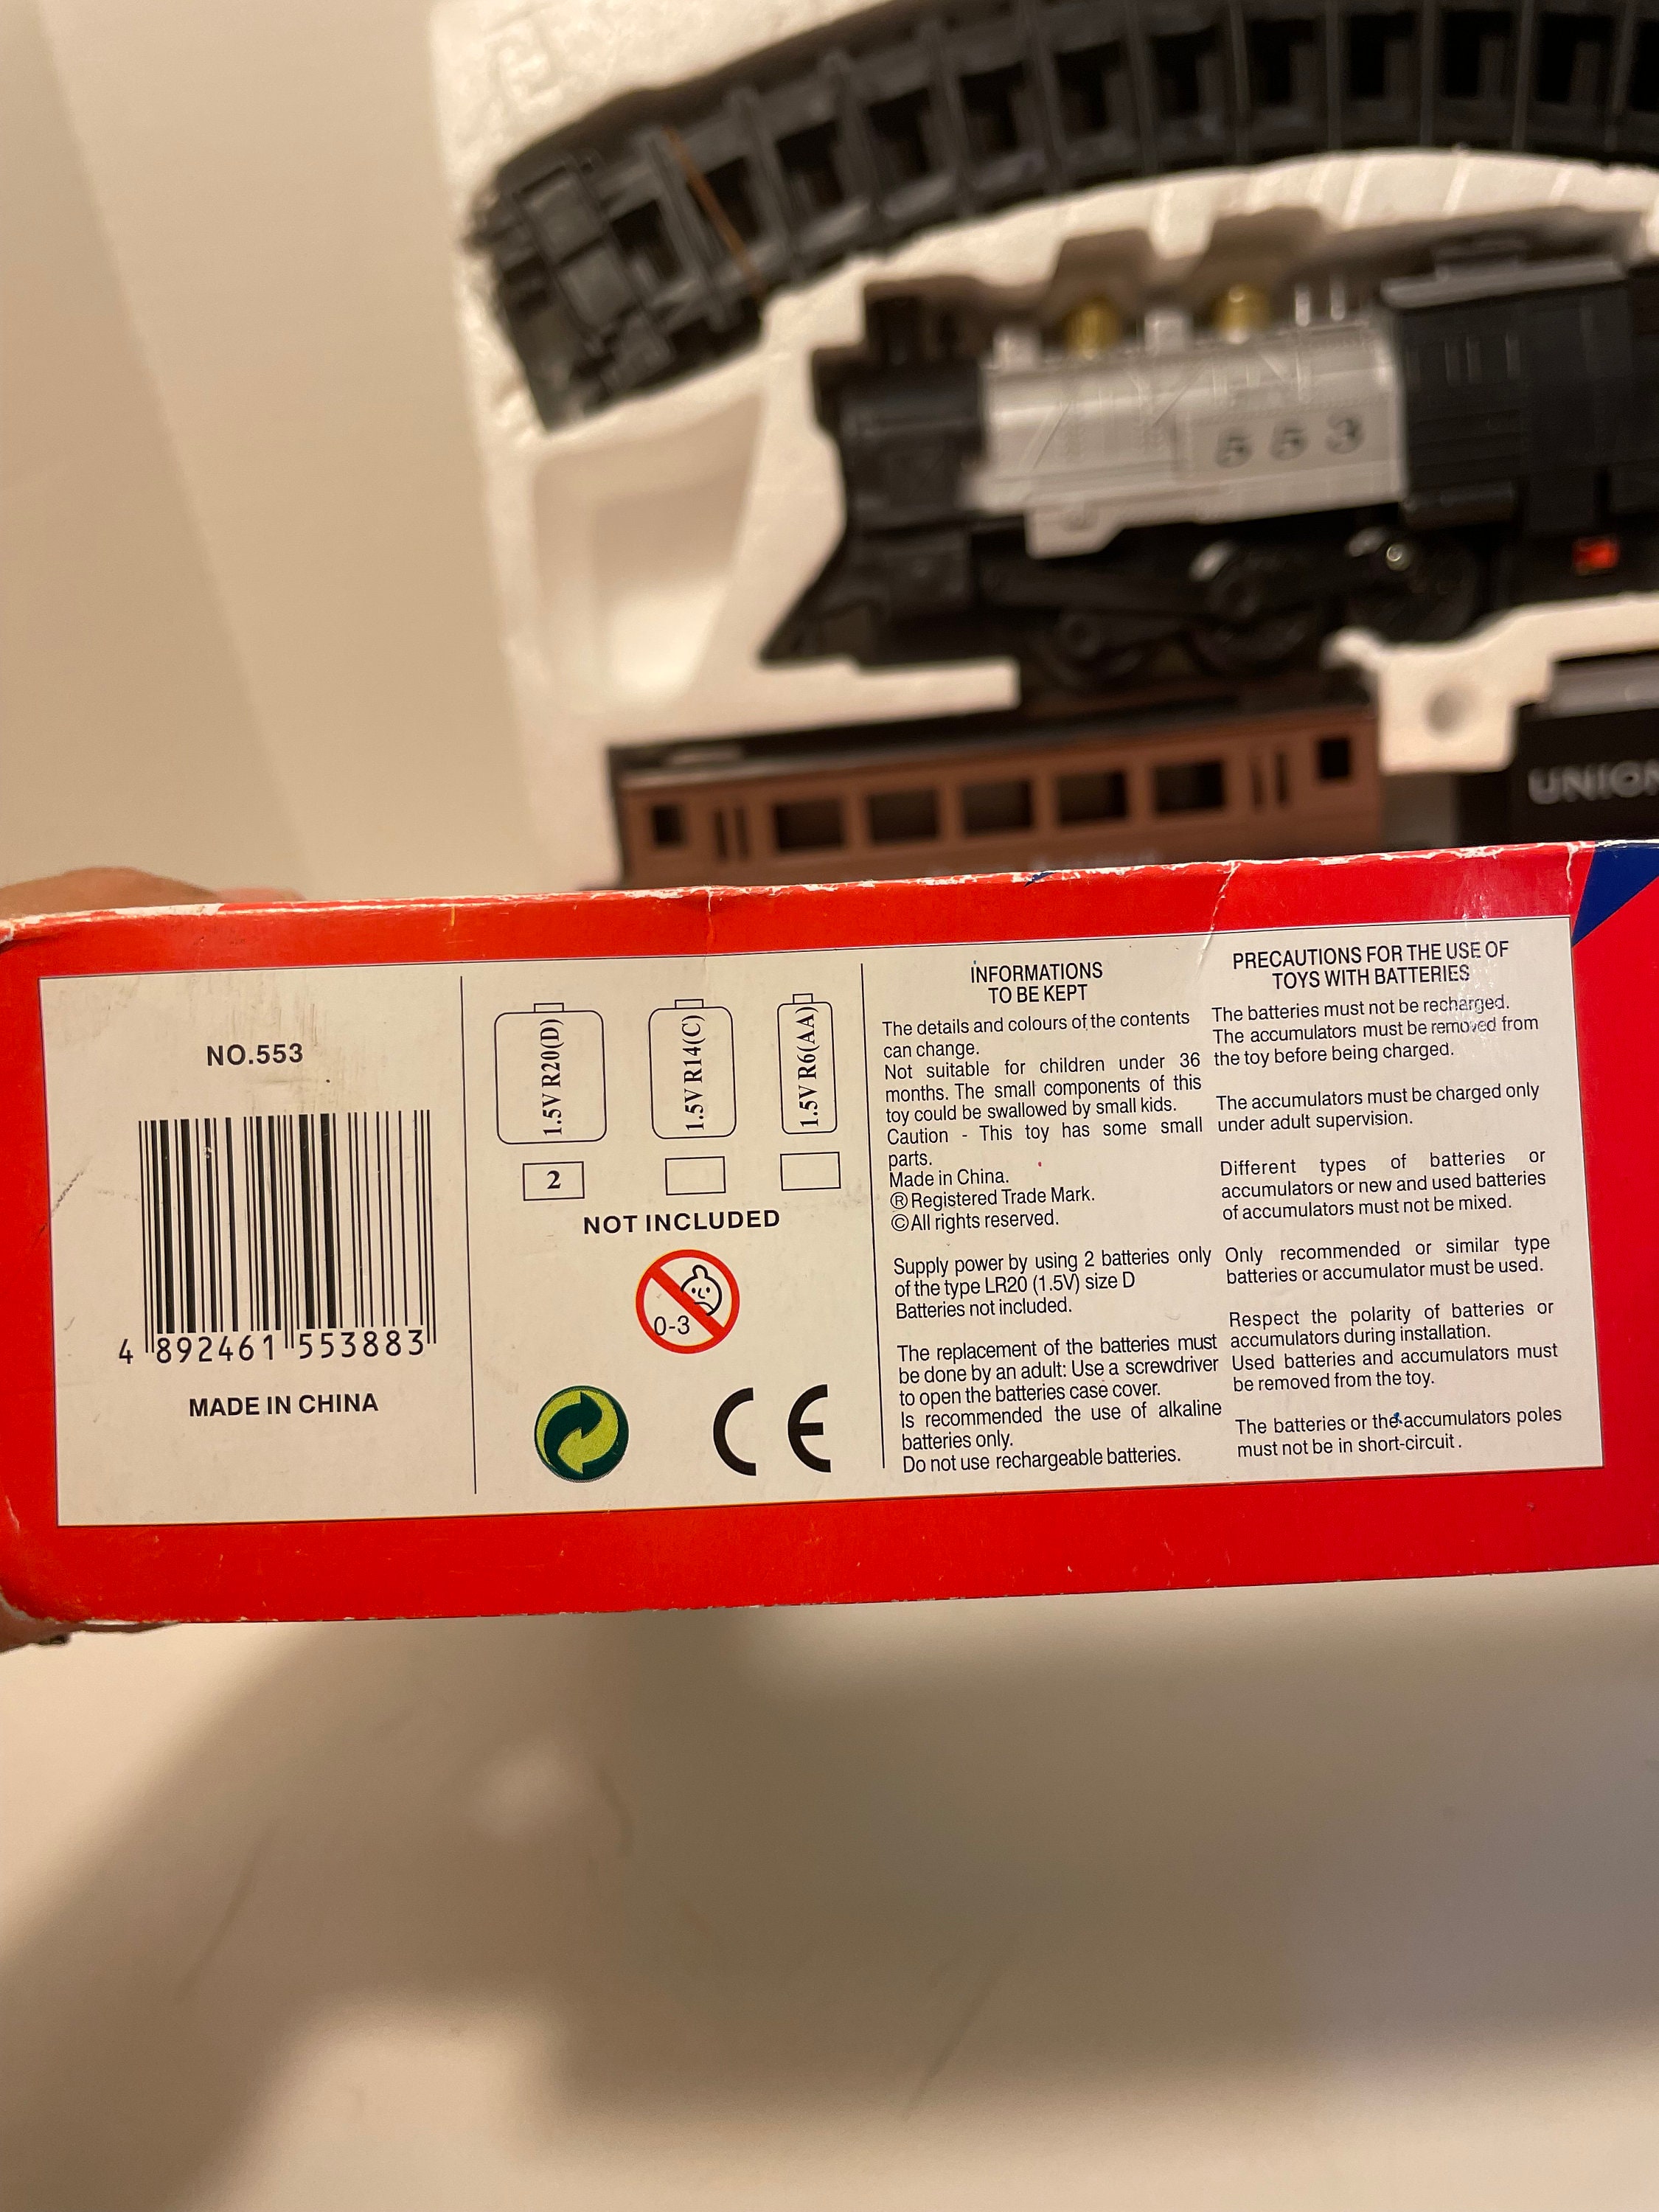 553
UNION
NO.553
4 892461 553883
MADE IN CHINA
1.5V R20(D)
1.5V R14(C)
1.5V R6(AA)
2
NOT INCLUDED
0-3
CE
INFORMATIONS
TO BE KEPT
The details and colours of the contents
can change.
Not suitable for children under 36
months. The small components of this
toy could be swallowed by small kids.
Caution - This toy has some small
parts.
Made in China.
®Registered Trade Mark.
©All rights reserved.
Supply power by using 2 batteries only
of the type LR20 (1.5V) size D
Batteries not included.
The replacement of the batteries must
be done by an adult: Use a screwdriver
to open the batteries case cover.
Is recommended the use of alkaline
batteries only.
Do not use rechargeable batteries.
PRECAUTIONS FOR THE USE OF
TOYS WITH BATTERIES
The batteries must not be recharged.
The accumulators must be removed from
the toy before being charged.
The accumulators must be charged only
under adult supervision.
Different types of batteries or
accumulators or new and used batteries
of accumulators must not be mixed.
Only recommended or similar type
batteries or accumulator must be used.
Respect the polarity of batteries or
accumulators during installation.
Used batteries and accumulators must
be removed from the toy.
The batteries or the accumulators poles
must not be in short-circuit.